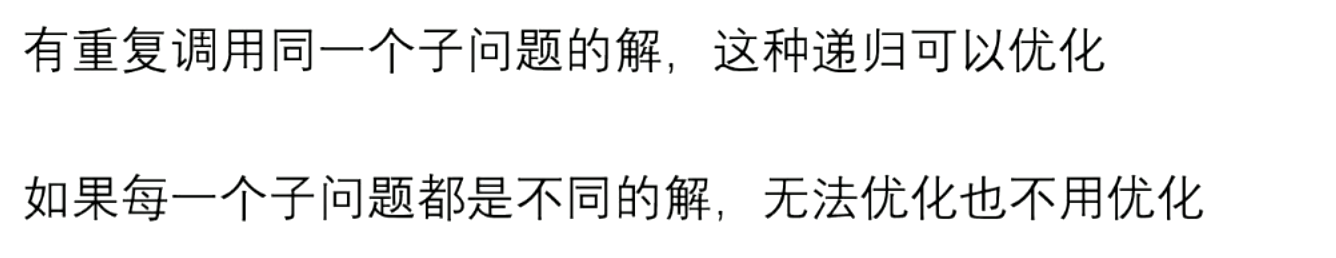 有重复调用同一个子问题的解，这种递归可以优化
如果每一个子问题都是不同的解，无法优化也不用优化